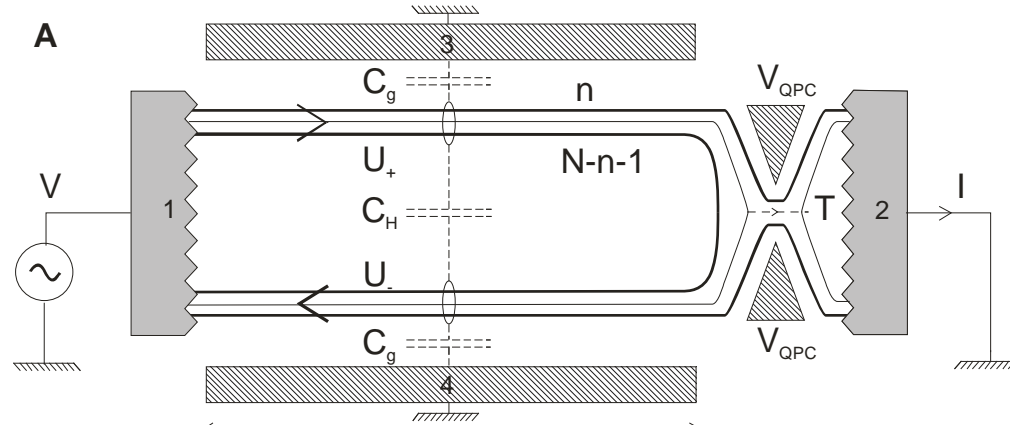 A
3
C_g
n
V_QPC
U_+
N-n-1
V
1
C_H
T
2
I
U_-
C_g
V_QPC
4